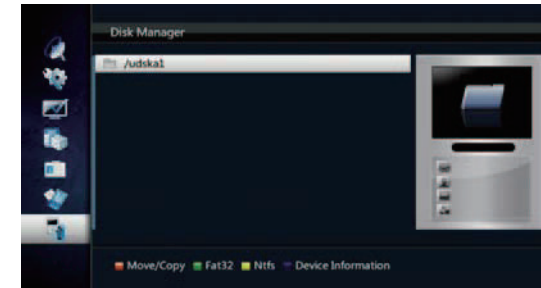 Disk Manager
/udska1
Move/Copy Fat32 Ntfs Device Information